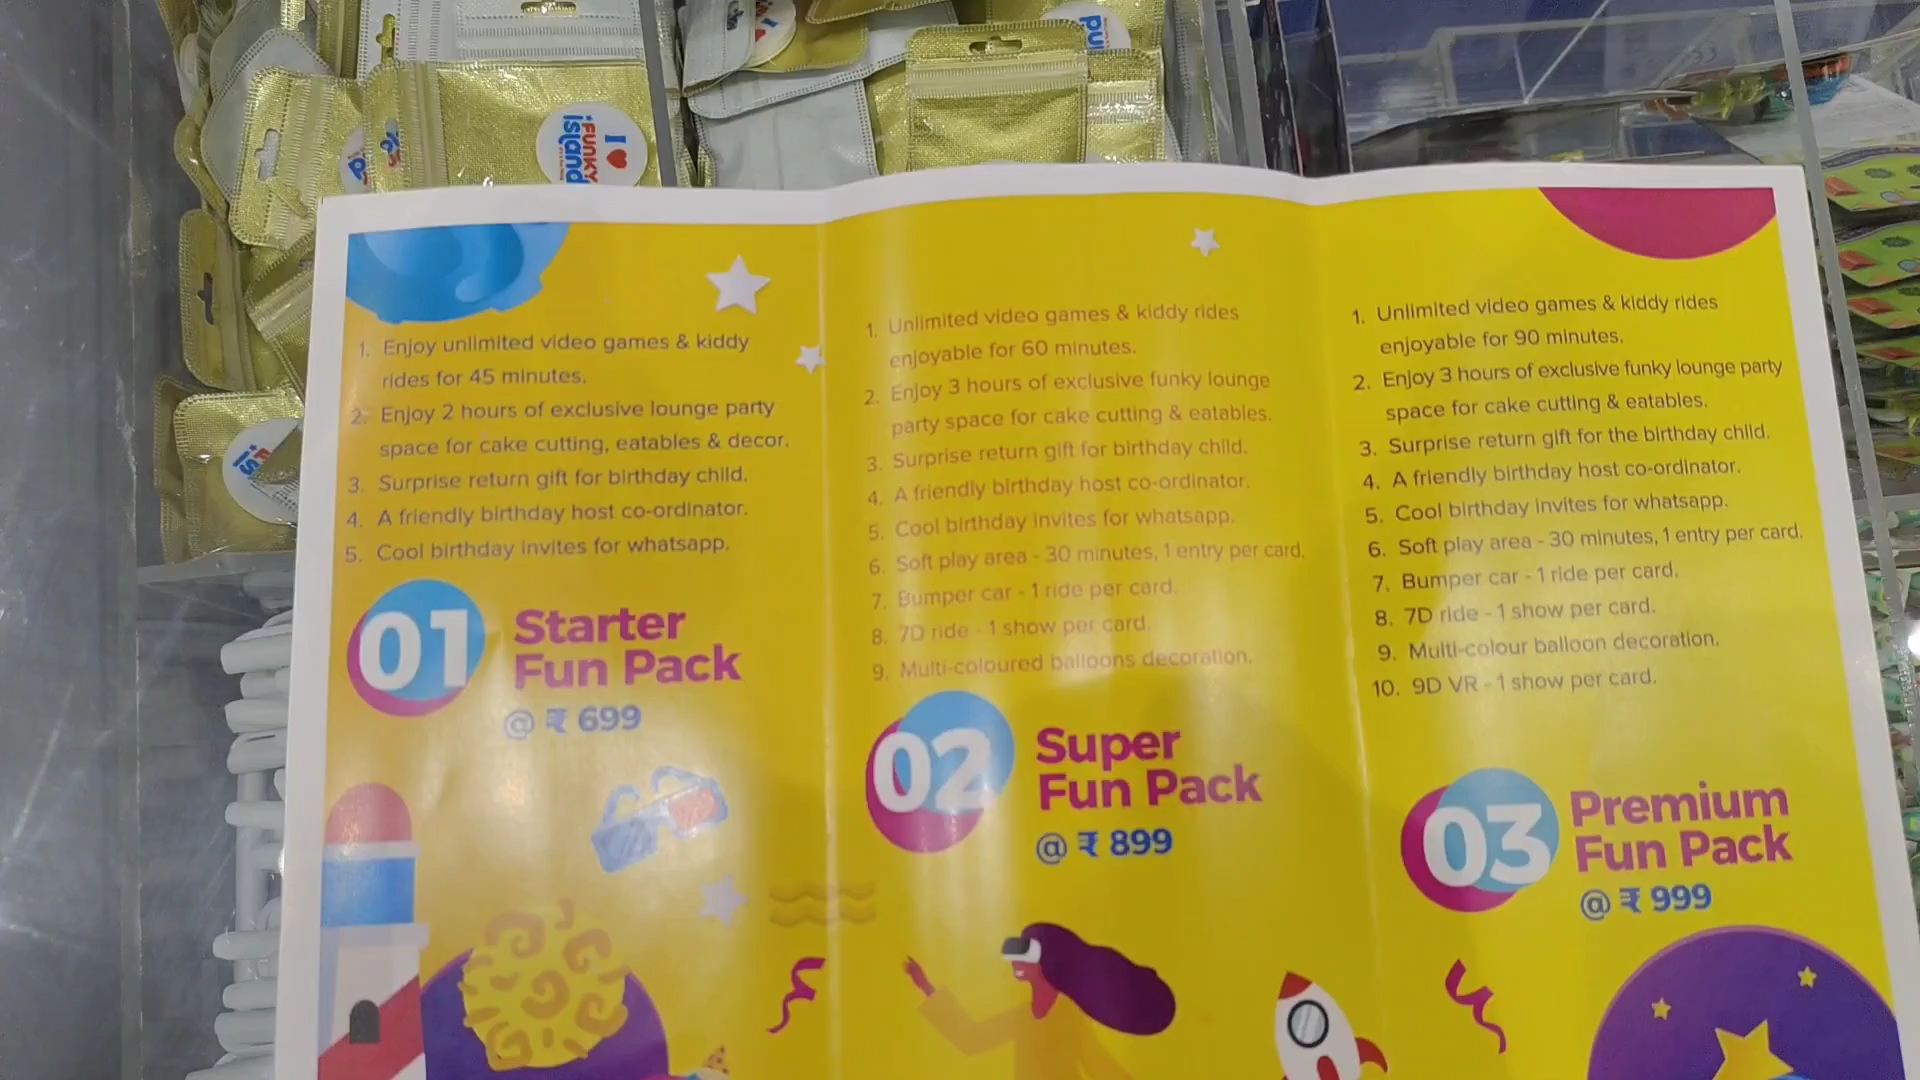 I ❤
FUNKY
island
1. Enjoy unlimited video games & kiddy
rides for 45 minutes.
2. Enjoy 2 hours of exclusive lounge party
space for cake cutting, eatables & decor.
3. Surprise return gift for birthday child.
4. A friendly birthday host co-ordinator.
5. Cool birthday invites for whatsapp.
01
Starter
Fun Pack
@ ₹ 699
1. Unlimited video games & kiddy rides
enjoyable for 60 minutes.
2. Enjoy 3 hours of exclusive funky lounge
party space for cake cutting & eatables.
3. Surprise return gift for birthday child.
4. A friendly birthday host co-ordinator.
5. Cool birthday invites for whatsapp.
6. Soft play area - 30 minutes, 1 entry per card.
7. Bumper car - 1 ride per card.
8. 7D ride - 1 show per card.
9. Multi-coloured balloons decoration.
02
Super
Fun Pack
@ ₹ 899
1. Unlimited video games & kiddy rides
enjoyable for 90 minutes.
2. Enjoy 3 hours of exclusive funky lounge party
space for cake cutting & eatables.
3. Surprise return gift for the birthday child.
4. A friendly birthday host co-ordinator.
5. Cool birthday invites for whatsapp.
6. Soft play area - 30 minutes, 1 entry per card.
7. Bumper car - 1 ride per card.
8. 7D ride - 1 show per card.
9. Multi-colour balloon decoration.
10. 9D VR - 1 show per card.
03
Premium
Fun Pack
@ ₹ 999